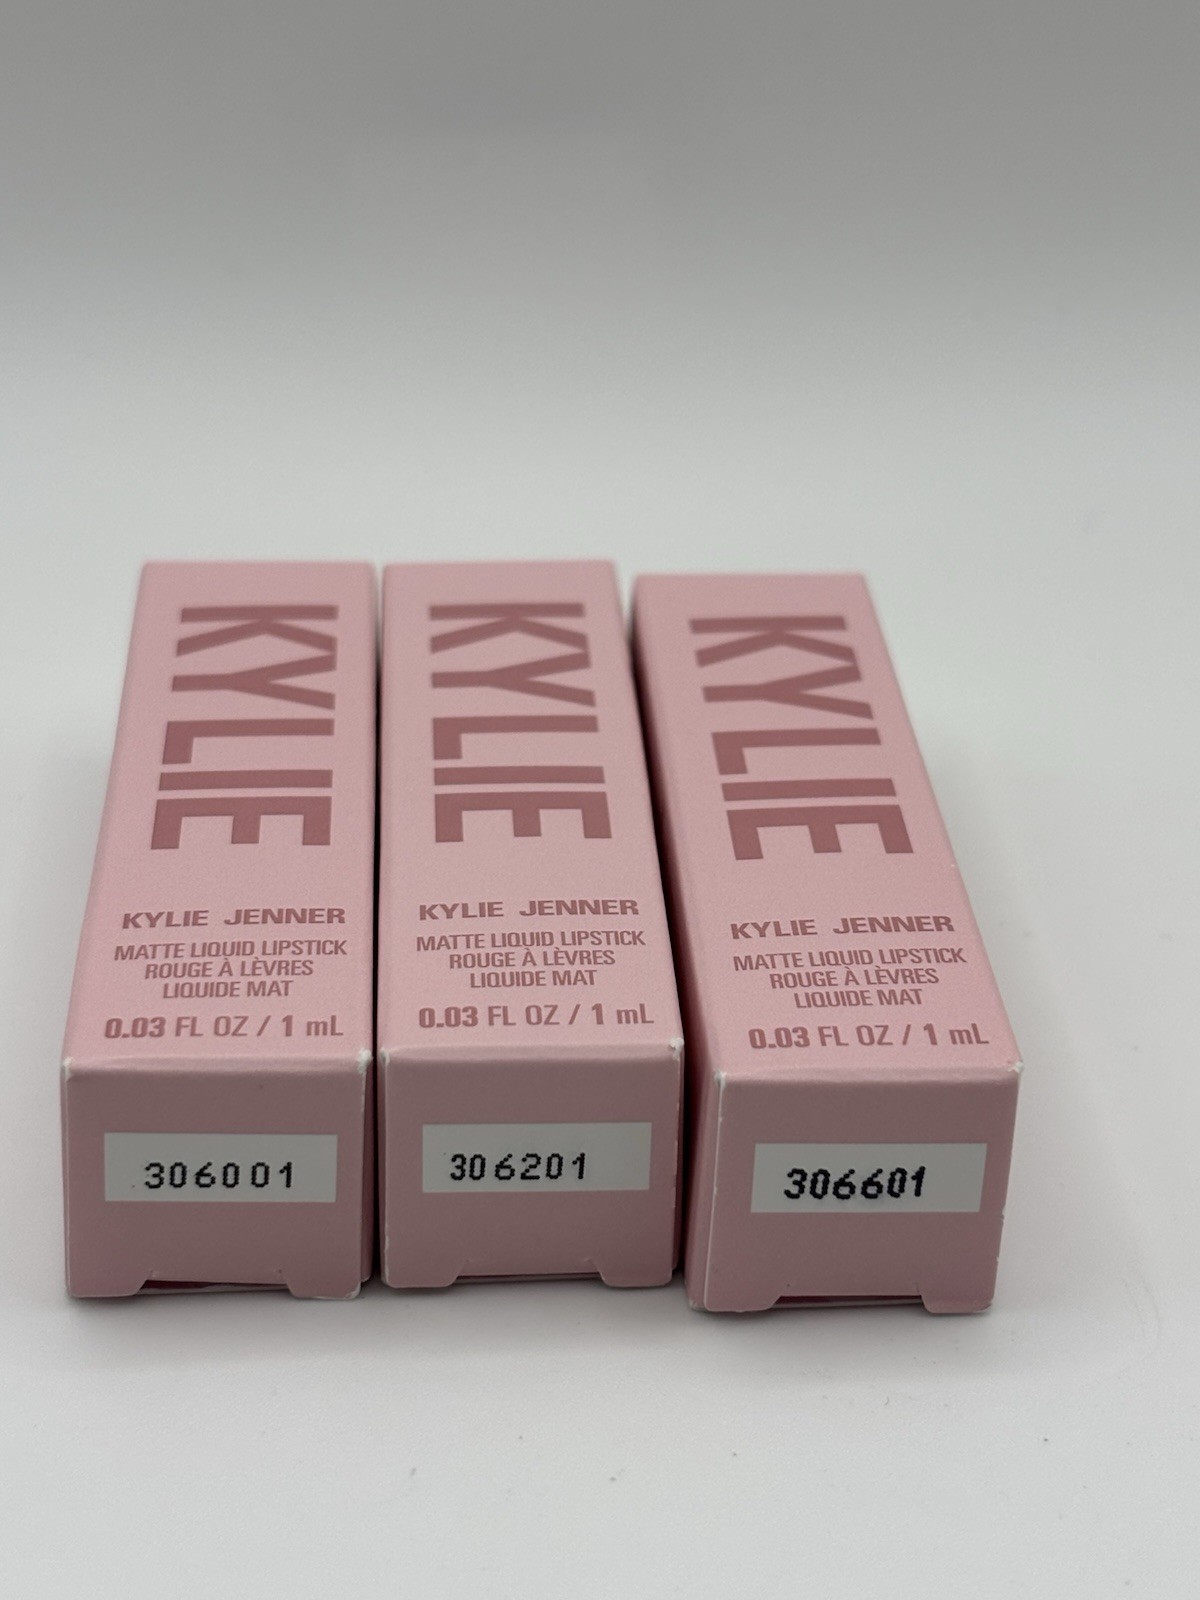 KYLIE
KYLIE JENNER
MATTE LIQUID LIPSTICK
ROUGE À LÈVRES
LIQUIDE MAT
0.03 FL OZ / 1 mL
306001
KYLIE
KYLIE JENNER
MATTE LIQUID LIPSTICK
ROUGE À LÈVRES
LIQUIDE MAT
0.03 FL OZ / 1 mL
306201
KYLIE
KYLIE JENNER
MATTE LIQUID LIPSTICK
ROUGE À LÈVRES
LIQUIDE MAT
0.03 FL OZ / 1 mL
306601